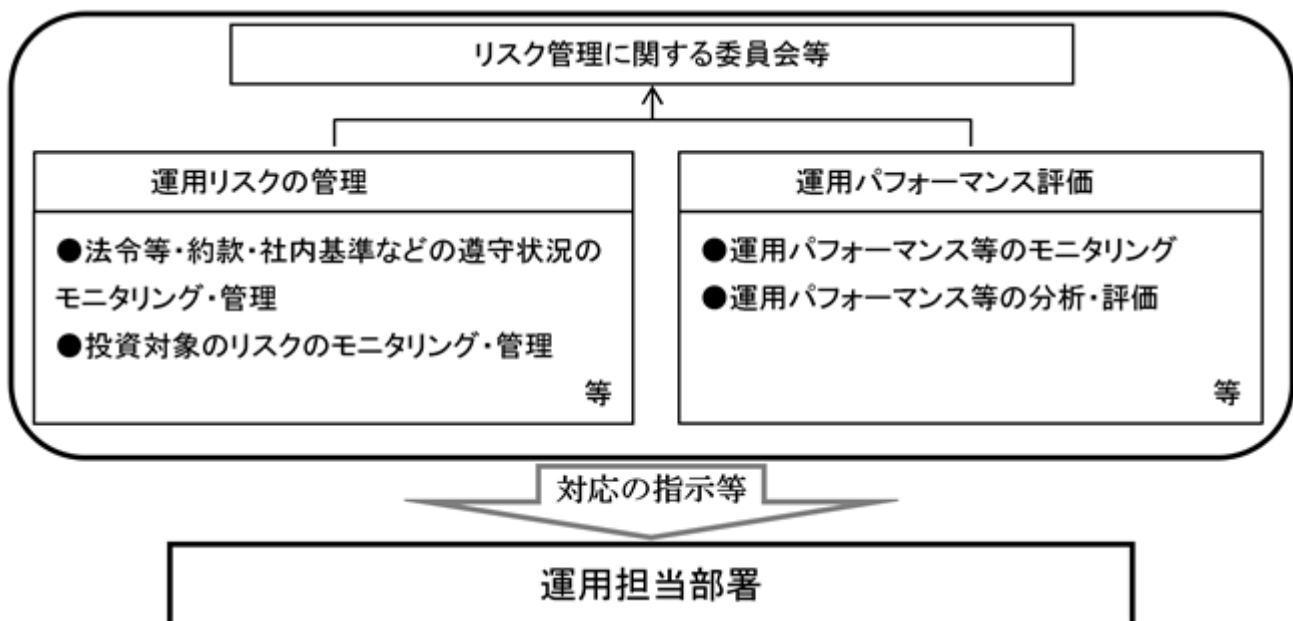 リスク管理に関する委員会等
運用リスクの管理
●法令等・約款・社内基準などの遵守状況の
モニタリング・管理
●投資対象のリスクのモニタリング・管理
等
運用パフォーマンス評価
●運用パフォーマンス等のモニタリング
●運用パフォーマンス等の分析・評価
等
対応の指示等
運用担当部署